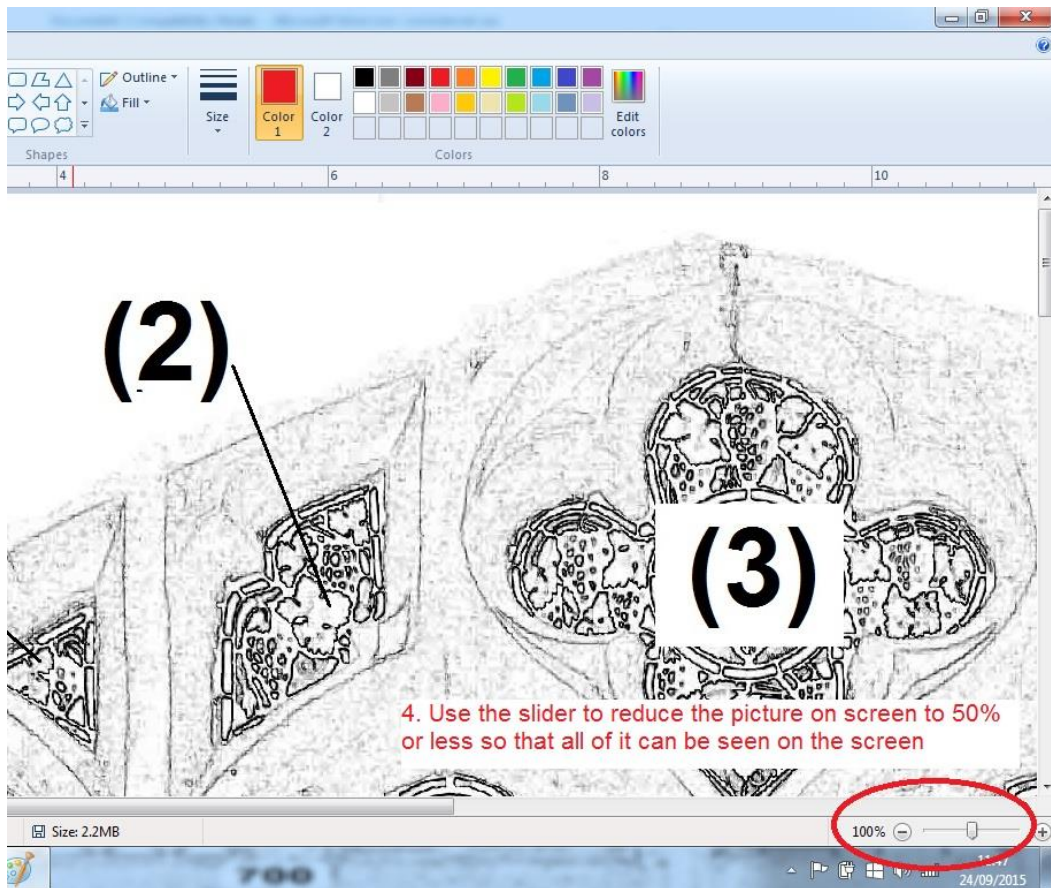 Outline
Fill
Size
Color 1
Color 2
Edit colors
Shapes
Colors
4 6 8 10
(2)
(3)
4. Use the slider to reduce the picture on screen to 50%
or less so that all of it can be seen on the screen
Size: 2.2MB
100%
700
24/09/2015